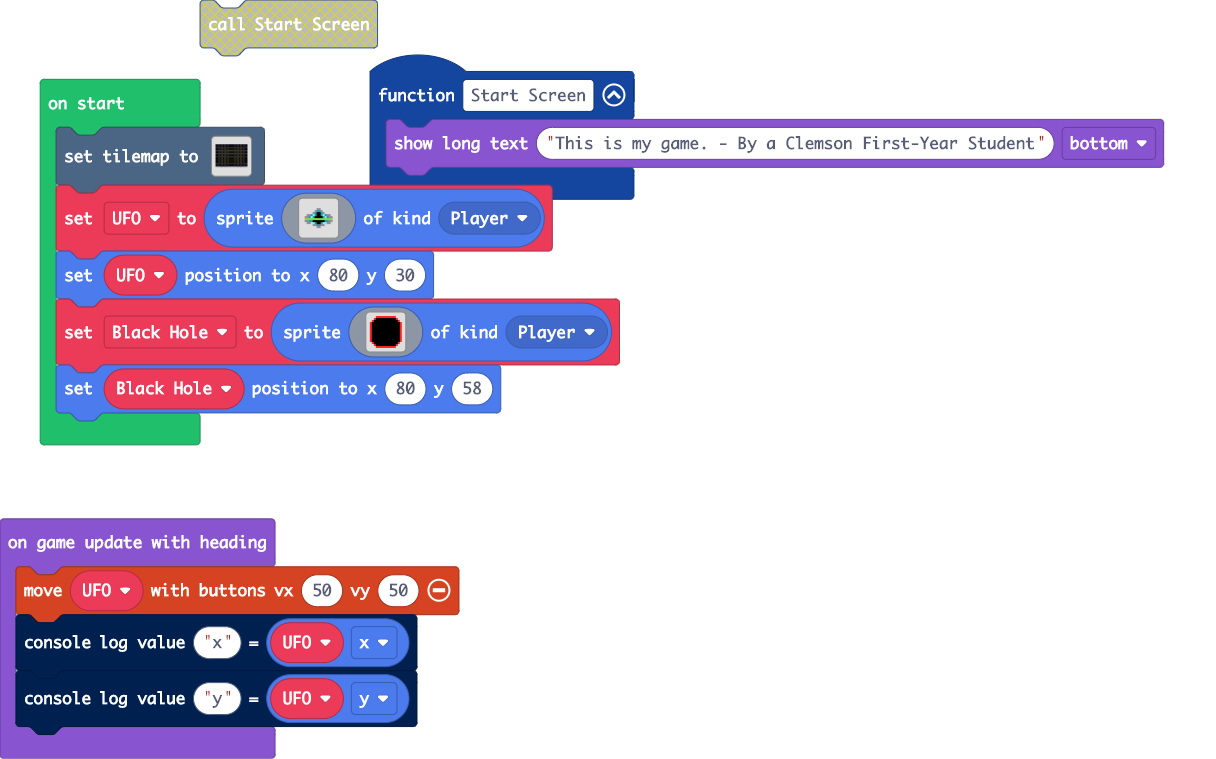 call Start Screen
function Start Screen
on start
show long text "This is my game. - By a Clemson First-Year Student" bottom
set tilemap to
set UFO to sprite of kind Player
set UFO position to x 80 y 30
set Black Hole to sprite of kind Player
set Black Hole position to x 80 y 58
on game update with heading
move UFO with buttons vx 50 vy 50
console log value "x" = UFO x
console log value "y" = UFO y